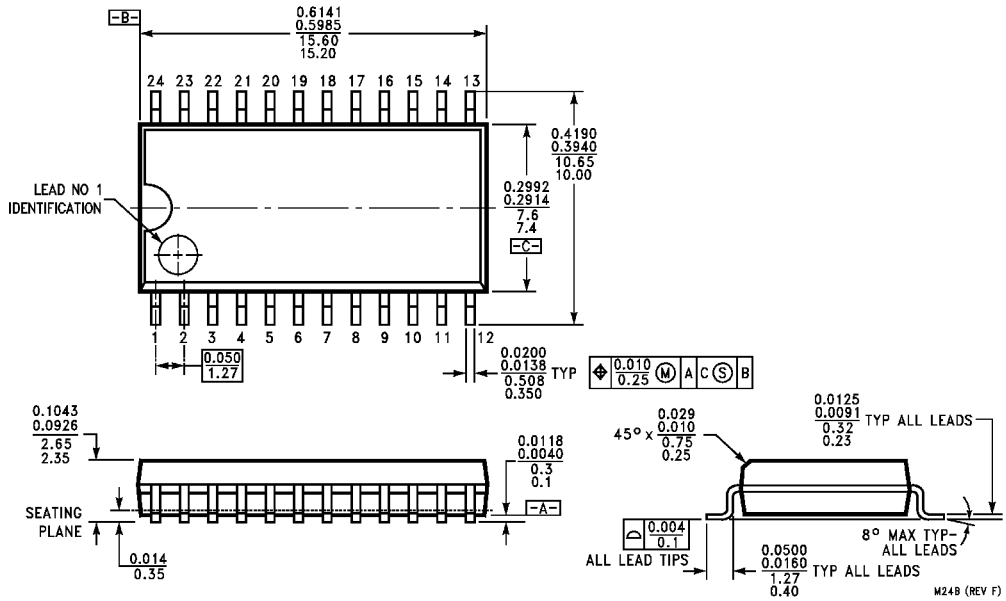 -B-
0.6141
0.5985
15.60
15.20
24 23 22 21 20 19 18 17 16 15 14 13
0.4190
0.3940
10.65
10.00
LEAD NO 1
IDENTIFICATION
0.2992
0.2914
7.6
7.4
-C-
1 2 3 4 5 6 7 8 9 10 11 12
0.050
1.27
0.0200
0.0138
0.508
0.350
TYP
0.010
0.25
M A C S B
0.1043
0.0926
2.65
2.35
0.0118
0.0040
0.3
0.1
-A-
SEATING
PLANE
0.014
0.35
45° x
0.029
0.010
0.75
0.25
0.0125
0.0091
0.32
0.23
TYP ALL LEADS
0.004
0.1
ALL LEAD TIPS
0.0500
0.0160
1.27
0.40
TYP ALL LEADS
8° MAX TYP-
ALL LEADS
M24B (REV F)